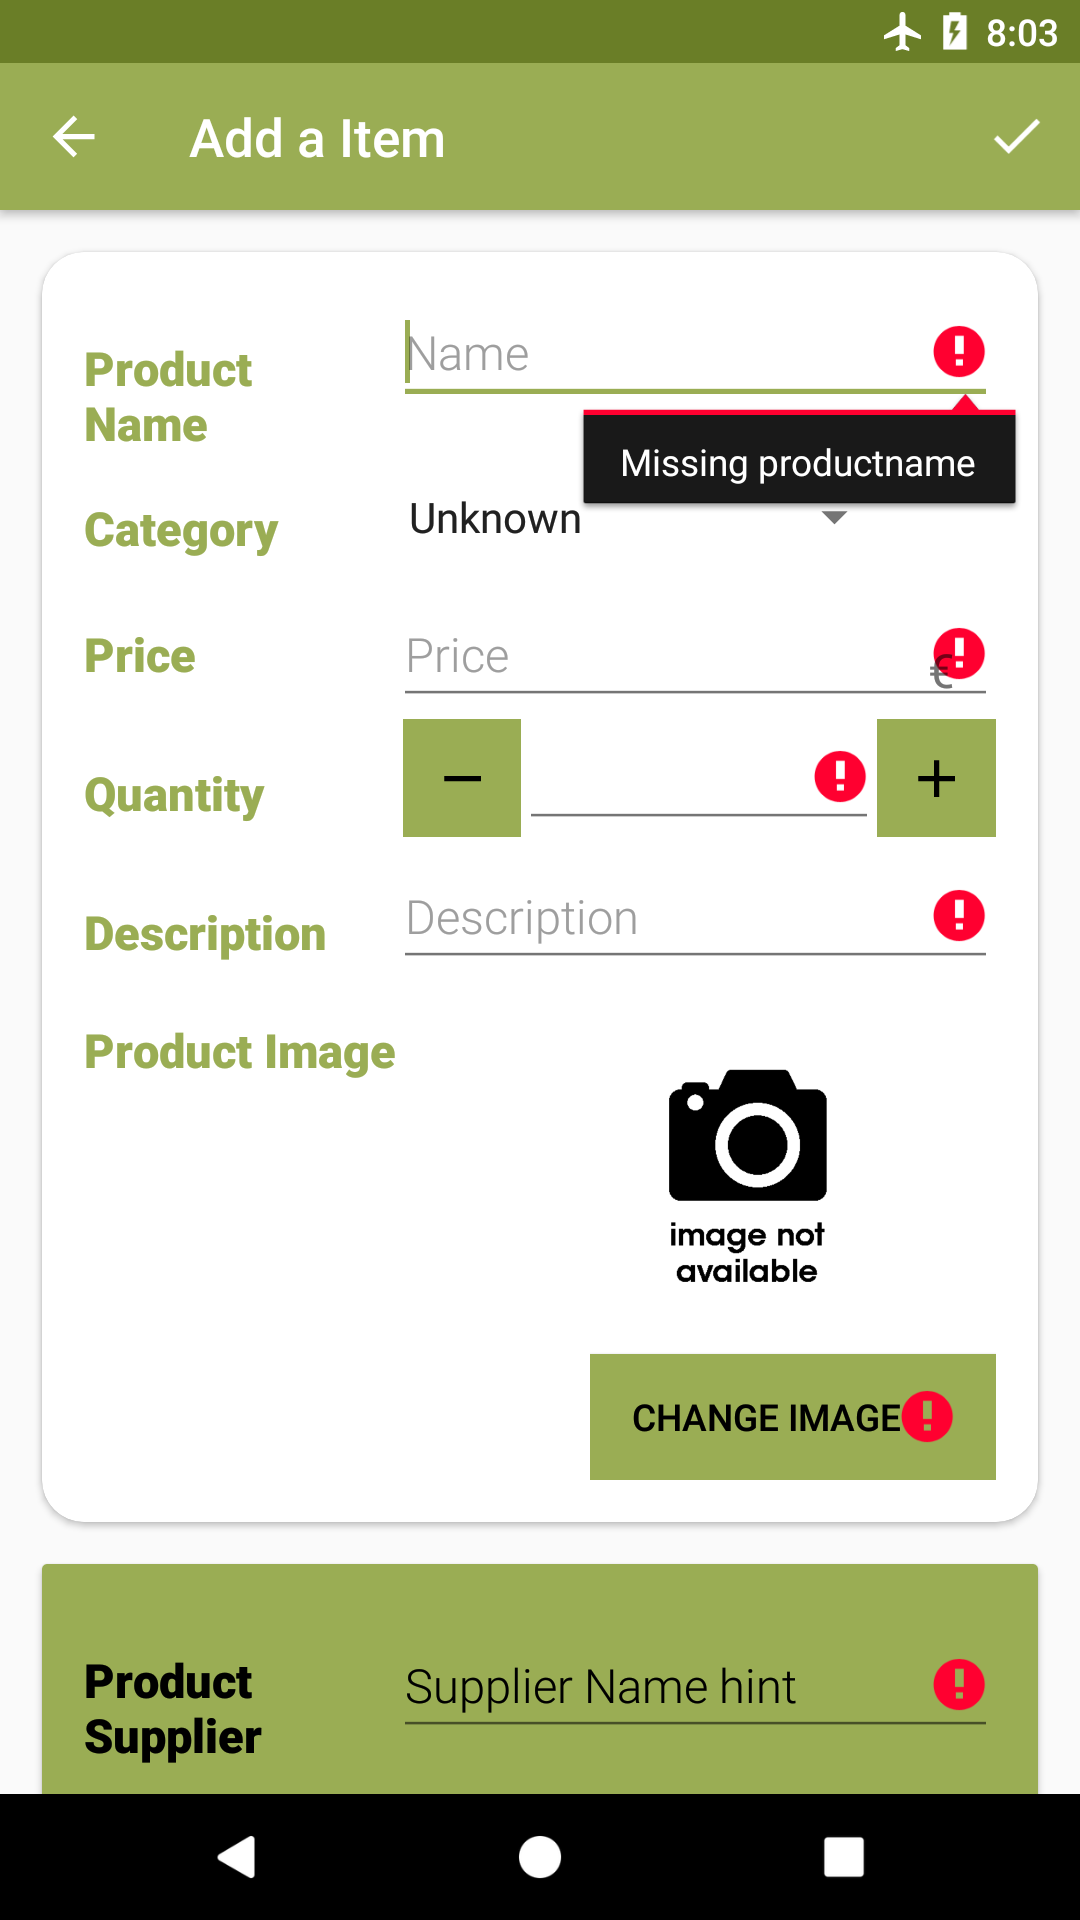 8:03
Add a Item
Product
Name
Name
Missing productname
Category
Unknown
Price
Price
€
Quantity
−
+
Description
Description
Product Image
image not
available
CHANGE IMAGE
Product
Supplier
Supplier Name hint